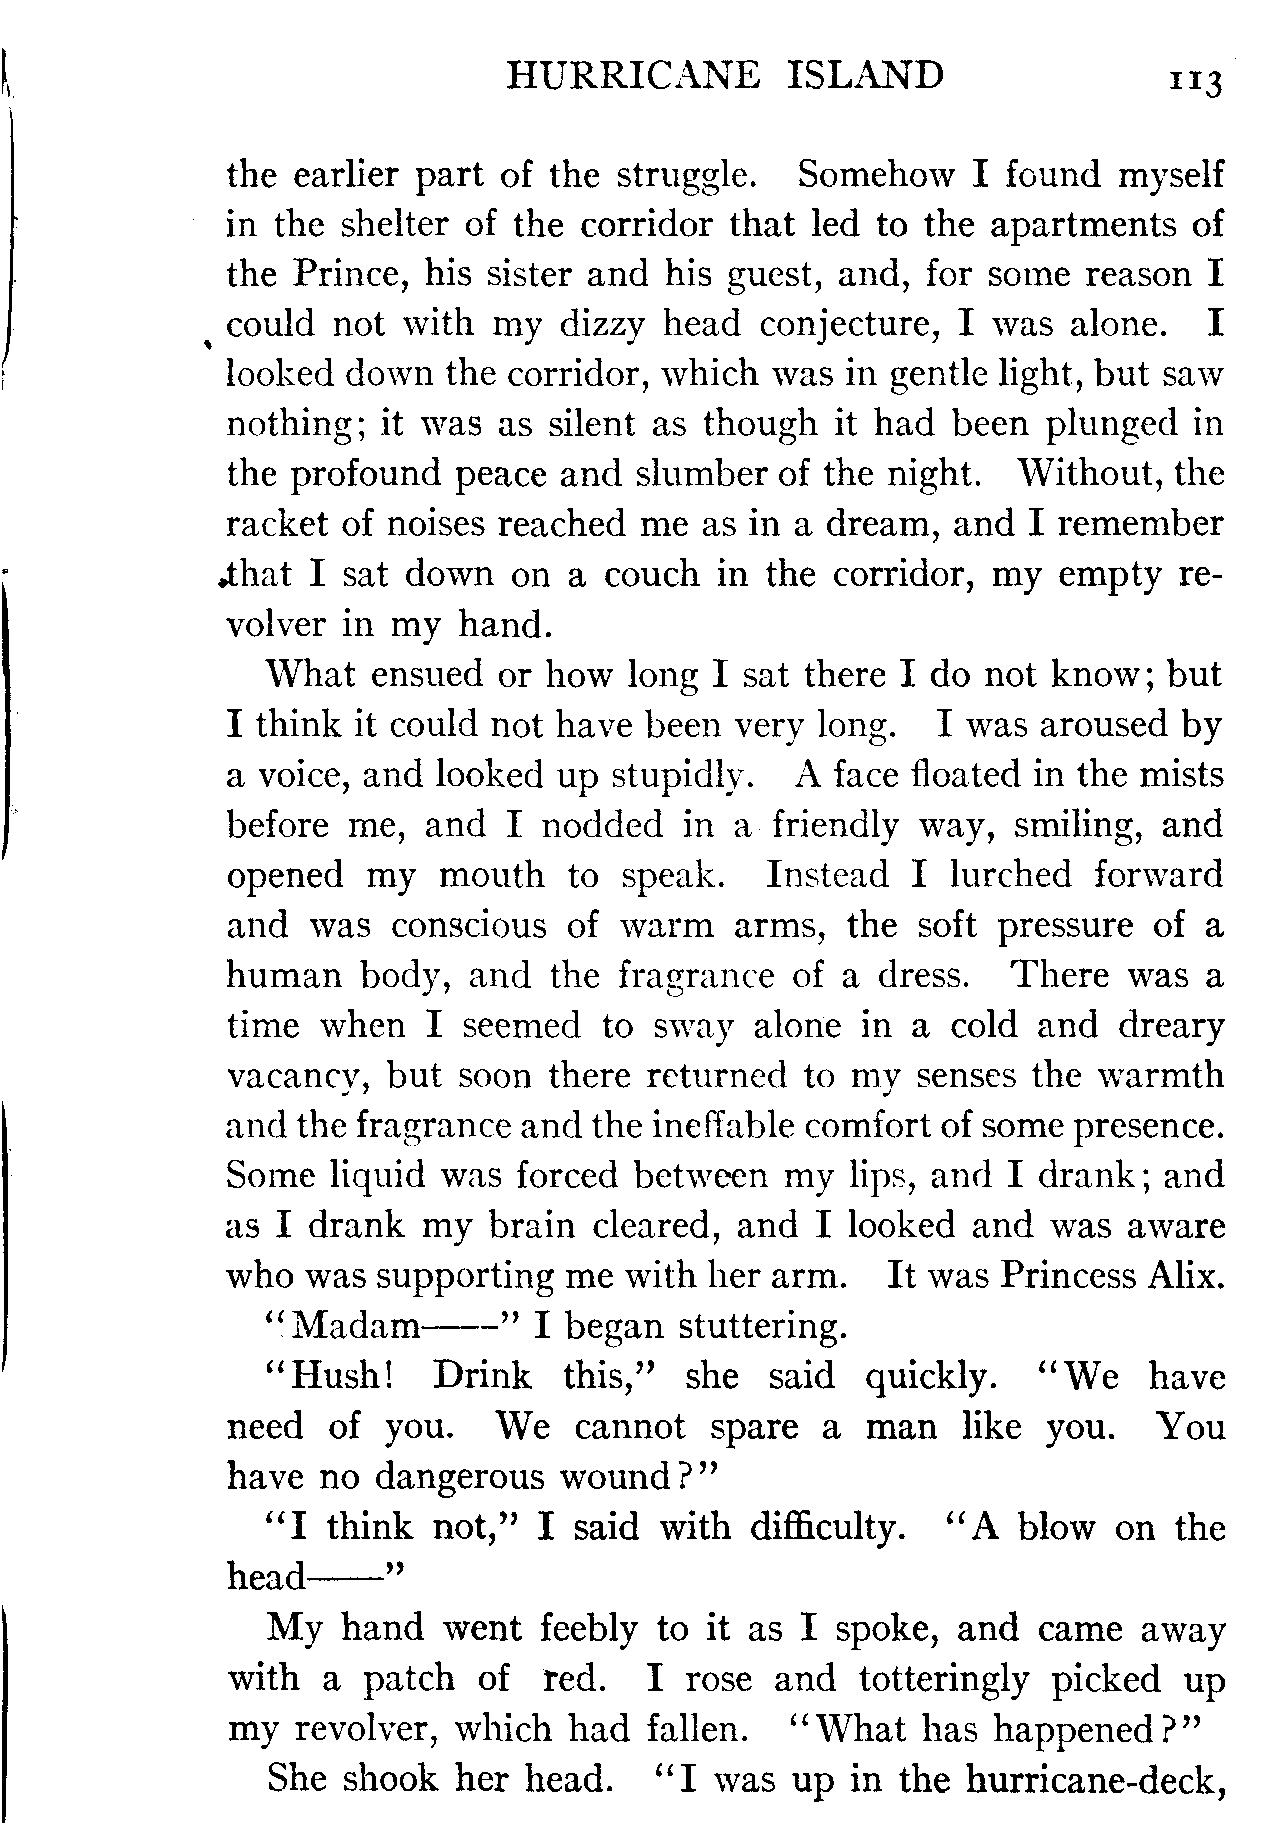 HURRICANE ISLAND 113
the earlier part of the struggle. Somehow I found myself
in the shelter of the corridor that led to the apartments of
the Prince, his sister and his guest, and, for some reason I
could not with my dizzy head conjecture, I was alone. I
looked down the corridor, which was in gentle light, but saw
nothing; it was as silent as though it had been plunged in
the profound peace and slumber of the night. Without, the
racket of noises reached me as in a dream, and I remember
that I sat down on a couch in the corridor, my empty re-
volver in my hand.
What ensued or how long I sat there I do not know; but
I think it could not have been very long. I was aroused by
a voice, and looked up stupidly. A face floated in the mists
before me, and I nodded in a friendly way, smiling, and
opened my mouth to speak. Instead I lurched forward
and was conscious of warm arms, the soft pressure of a
human body, and the fragrance of a dress. There was a
time when I seemed to sway alone in a cold and dreary
vacancy, but soon there returned to my senses the warmth
and the fragrance and the ineffable comfort of some presence.
Some liquid was forced between my lips, and I drank; and
as I drank my brain cleared, and I looked and was aware
who was supporting me with her arm. It was Princess Alix.
"Madam——" I began stuttering.
"Hush! Drink this," she said quickly. "We have
need of you. We cannot spare a man like you. You
have no dangerous wound?"
"I think not," I said with difficulty. "A blow on the
head——"
My hand went feebly to it as I spoke, and came away
with a patch of red. I rose and totteringly picked up
my revolver, which had fallen. "What has happened?"
She shook her head. "I was up in the hurricane-deck,